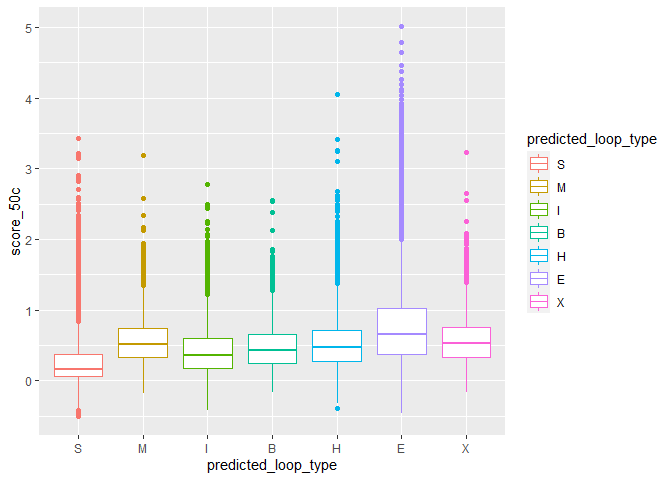 5
4
3
2
1
0
score_50c
S M I B H E X
predicted_loop_type
predicted_loop_type
S
M
I
B
H
E
X